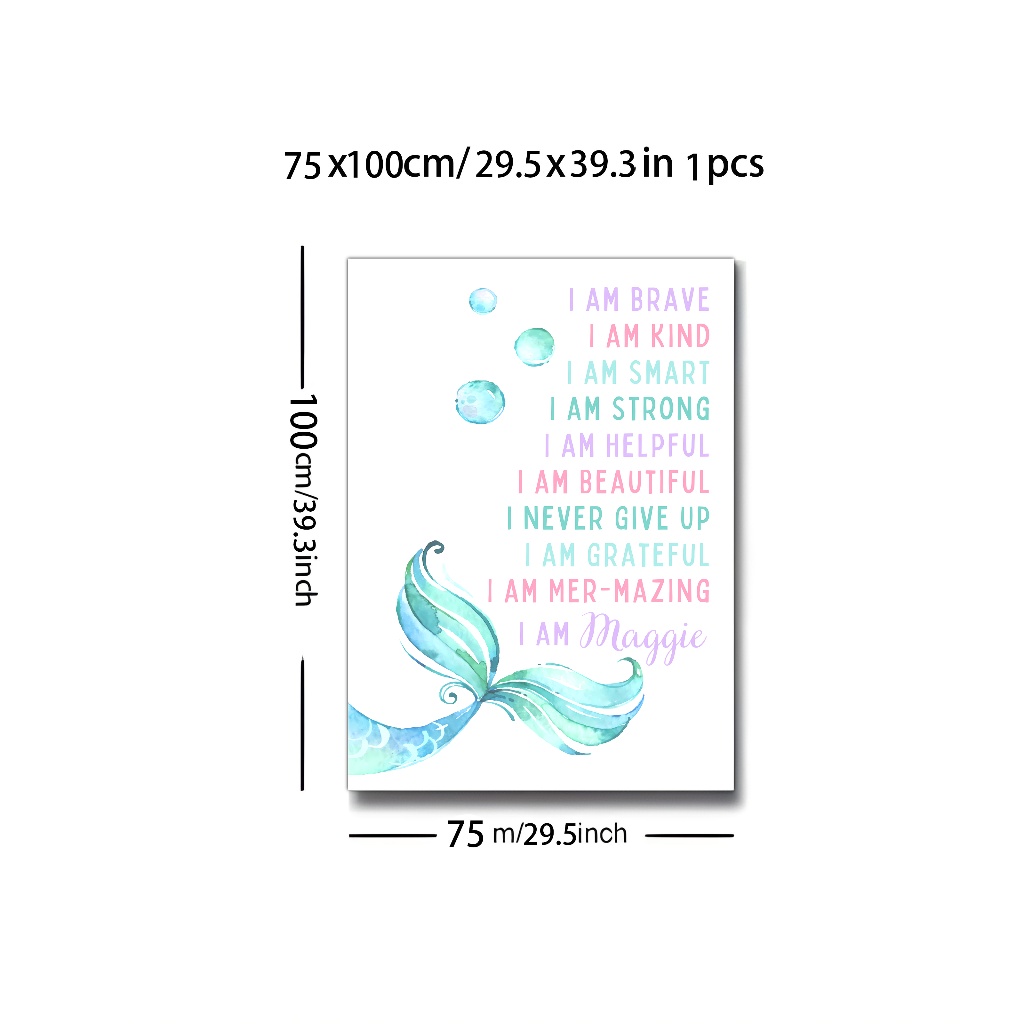 75x100cm/ 29.5x39.3in 1pcs
I AM BRAVE
I AM KIND
I AM SMART
I AM STRONG
I AM HELPFUL
I AM BEAUTIFUL
I NEVER GIVE UP
I AM GRATEFUL
I AM MER-MAZING
I AM Maggie
100cm/39.3inch
75 m/29.5inch